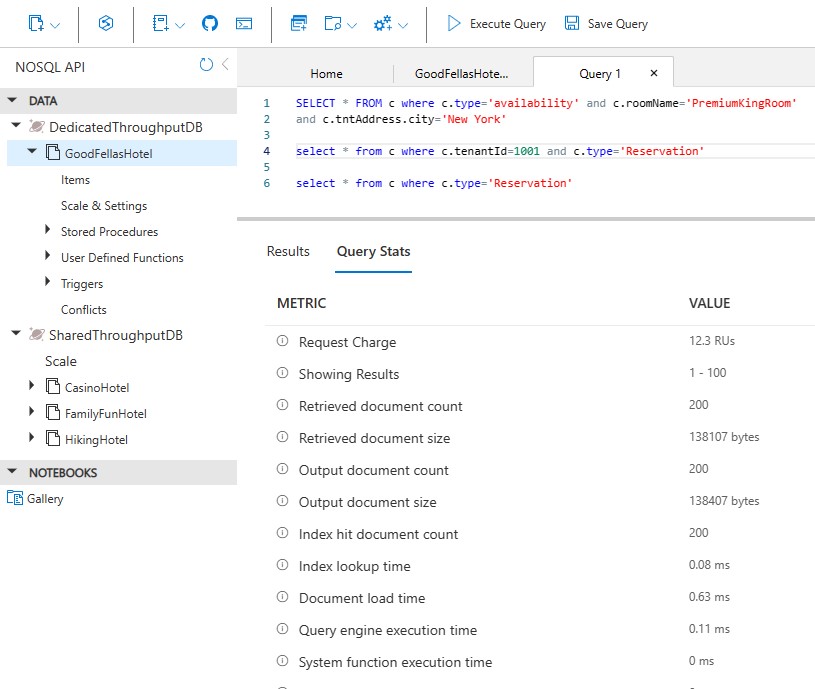 Execute Query
Save Query
NOSQL API
DATA
DedicatedThroughputDB
GoodFellasHotel
Items
Scale & Settings
Stored Procedures
User Defined Functions
Triggers
Conflicts
SharedThroughputDB
Scale
CasinoHotel
FamilyFunHotel
HikingHotel
NOTEBOOKS
Gallery
Home
GoodFellasHote...
Query 1
1 SELECT * FROM c where c.type='availability' and c.roomName='PremiumKingRoom'
2 and c.tntAddress.city='New York'
3
4 select * from c where c.tenantId=1001 and c.type='Reservation'
5
6 select * from c where c.type='Reservation'
Results Query Stats
METRIC VALUE
Request Charge 12.3 RUs
Showing Results 1 - 100
Retrieved document count 200
Retrieved document size 138107 bytes
Output document count 200
Output document size 138407 bytes
Index hit document count 200
Index lookup time 0.08 ms
Document load time 0.63 ms
Query engine execution time 0.11 ms
System function execution time 0 ms